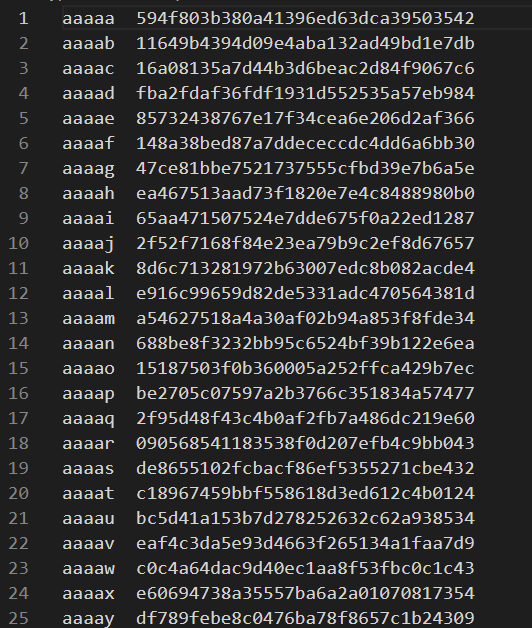 1 aaaaa 594f803b380a41396ed63dca39503542
2 aaaab 11649b4394d09e4aba132ad49bd1e7db
3 aaaac 16a08135a7d44b3d6beac2d84f9067c6
4 aaaad fba2fdaf36fdf1931d552535a57eb984
5 aaaae 85732438767e17f34cea6e206d2af366
6 aaaaf 148a38bed87a7ddececcdc4dd6a6bb30
7 aaaag 47ce81bbe7521737555cfbd39e7b6a5e
8 aaaah ea467513aad73f1820e7e4c8488980b0
9 aaaai 65aa471507524e7dde675f0a22ed1287
10 aaaaj 2f52f7168f84e23ea79b9c2ef8d67657
11 aaaak 8d6c713281972b63007edc8b082acde4
12 aaaal e916c99659d82de5331adc470564381d
13 aaaam a54627518a4a30af02b94a853f8fde34
14 aaaan 688be8f3232bb95c6524bf39b122e6ea
15 aaaao 15187503f0b360005a252ffca429b7ec
16 aaaap be2705c07597a2b3766c351834a57477
17 aaaaq 2f95d48f43c4b0af2fb7a486dc219e60
18 aaaar 090568541183538f0d207efb4c9bb043
19 aaaas de8655102fcbacf86ef5355271cbe432
20 aaaat c18967459bbf558618d3ed612c4b0124
21 aaaau bc5d41a153b7d278252632c62a938534
22 aaaav eaf4c3da5e93d4663f265134a1faa7d9
23 aaaaw c0c4a64dac9d40ec1aa8f53fbc0c1c43
24 aaaax e60694738a35557ba6a2a01070817354
25 aaaay df789febe8c0476ba78f8657c1b24309